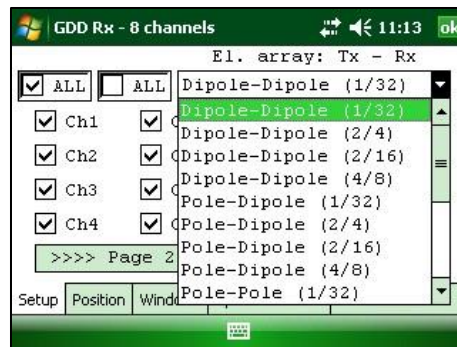 GDD Rx - 8 channels 11:13 ok
El. array: Tx - Rx
ALL ALL Dipole-Dipole (1/32)
Dipole-Dipole (1/32)
Ch1
Dipole-Dipole (2/4)
Ch2 Dipole-Dipole (2/16)
Dipole-Dipole (4/8)
Ch3
Pole-Dipole (1/32)
Ch4 Pole-Dipole (2/4)
Pole-Dipole (2/16)
>>>> Page 2
Pole-Dipole (4/8)
Pole-Pole (1/32)
Setup Position